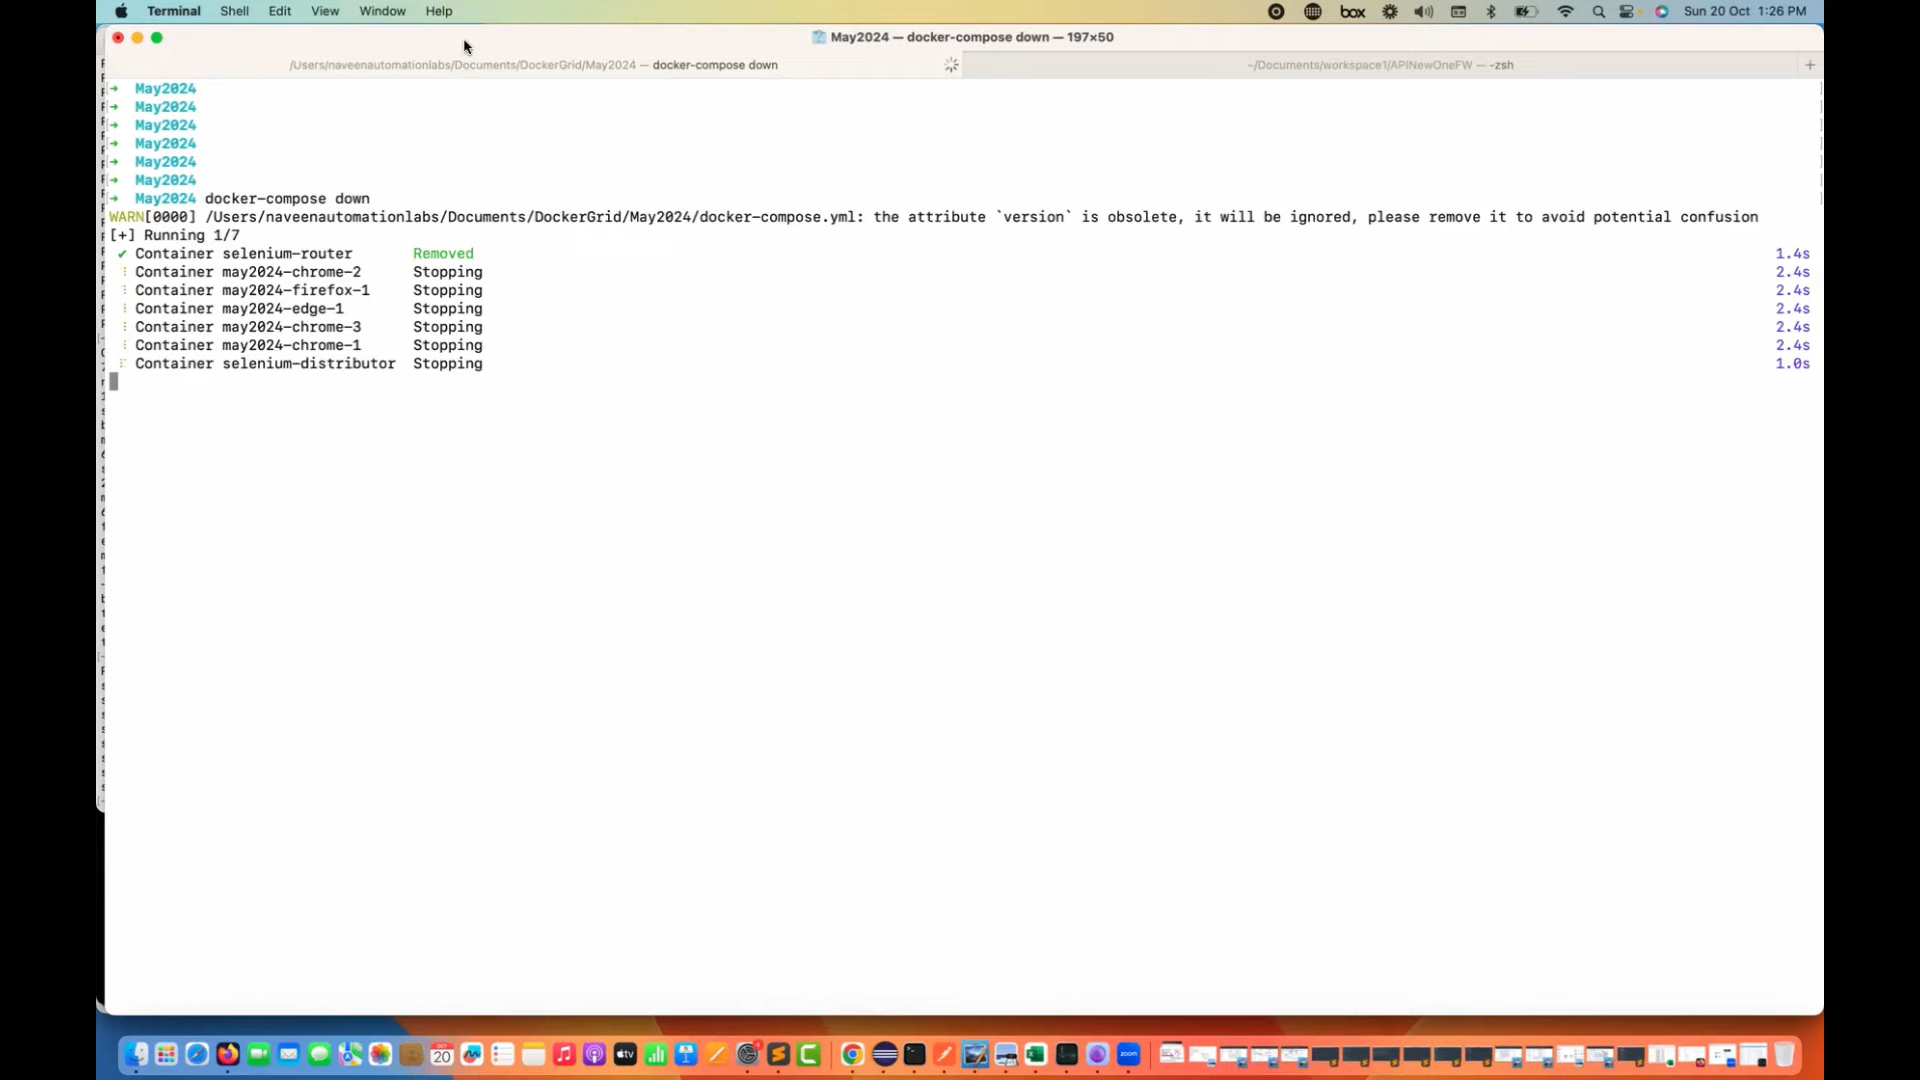 Terminal Shell Edit View Window Help box Sun 20 Oct 1:26 PM
May2024 — docker-compose down — 197×50
/Users/naveenautomationlabs/Documents/DockerGrid/May2024 — docker-compose down ~/Documents/workspace1/APINewOneFW — -zsh +
→ May2024
→ May2024
→ May2024
→ May2024
→ May2024
→ May2024
→ May2024 docker-compose down
WARN[0000] /Users/naveenautomationlabs/Documents/DockerGrid/May2024/docker-compose.yml: the attribute `version` is obsolete, it will be ignored, please remove it to avoid potential confusion
[+] Running 1/7
✔ Container selenium-router Removed 1.4s
Container may2024-chrome-2 Stopping 2.4s
Container may2024-firefox-1 Stopping 2.4s
Container may2024-edge-1 Stopping 2.4s
Container may2024-chrome-3 Stopping 2.4s
Container may2024-chrome-1 Stopping 2.4s
Container selenium-distributor Stopping 1.0s
OCT
20
tv
zoom